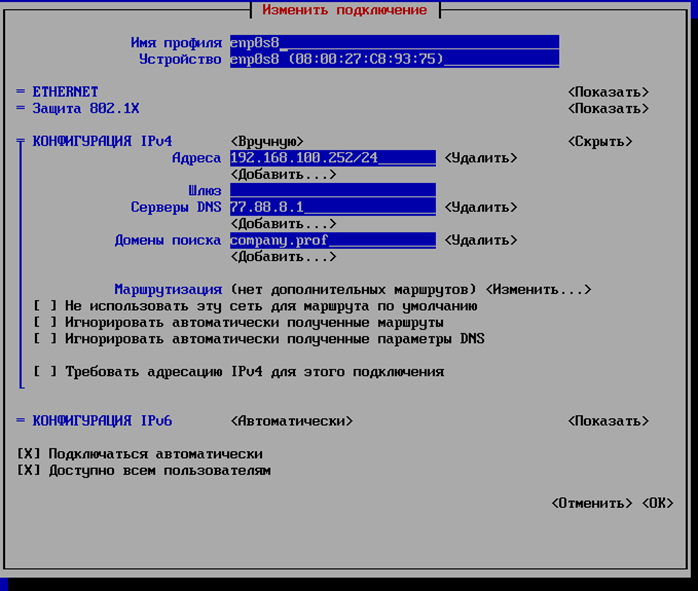 Изменить подключение
Имя профиля enp0s8
Устройство enp0s8 (08:00:27:C8:93:75)
= ETHERNET <Показать>
= Защита 802.1X <Показать>
КОНФИГУРАЦИЯ IPv4 <Вручную> <Скрыть>
Адреса 192.168.100.252/24 <Удалить>
<Добавить...>
Шлюз
Серверы DNS 77.88.8.1 <Удалить>
<Добавить...>
Домены поиска company.prof <Удалить>
<Добавить...>
Маршрутизация (нет дополнительных маршрутов) <Изменить...>
[ ] Не использовать эту сеть для маршрута по умолчанию
[ ] Игнорировать автоматически полученные маршруты
[ ] Игнорировать автоматически полученные параметры DNS
[ ] Требовать адресацию IPv4 для этого подключения
= КОНФИГУРАЦИЯ IPv6 <Автоматически> <Показать>
[X] Подключаться автоматически
[X] Доступно всем пользователям
<Отменить> <OK>